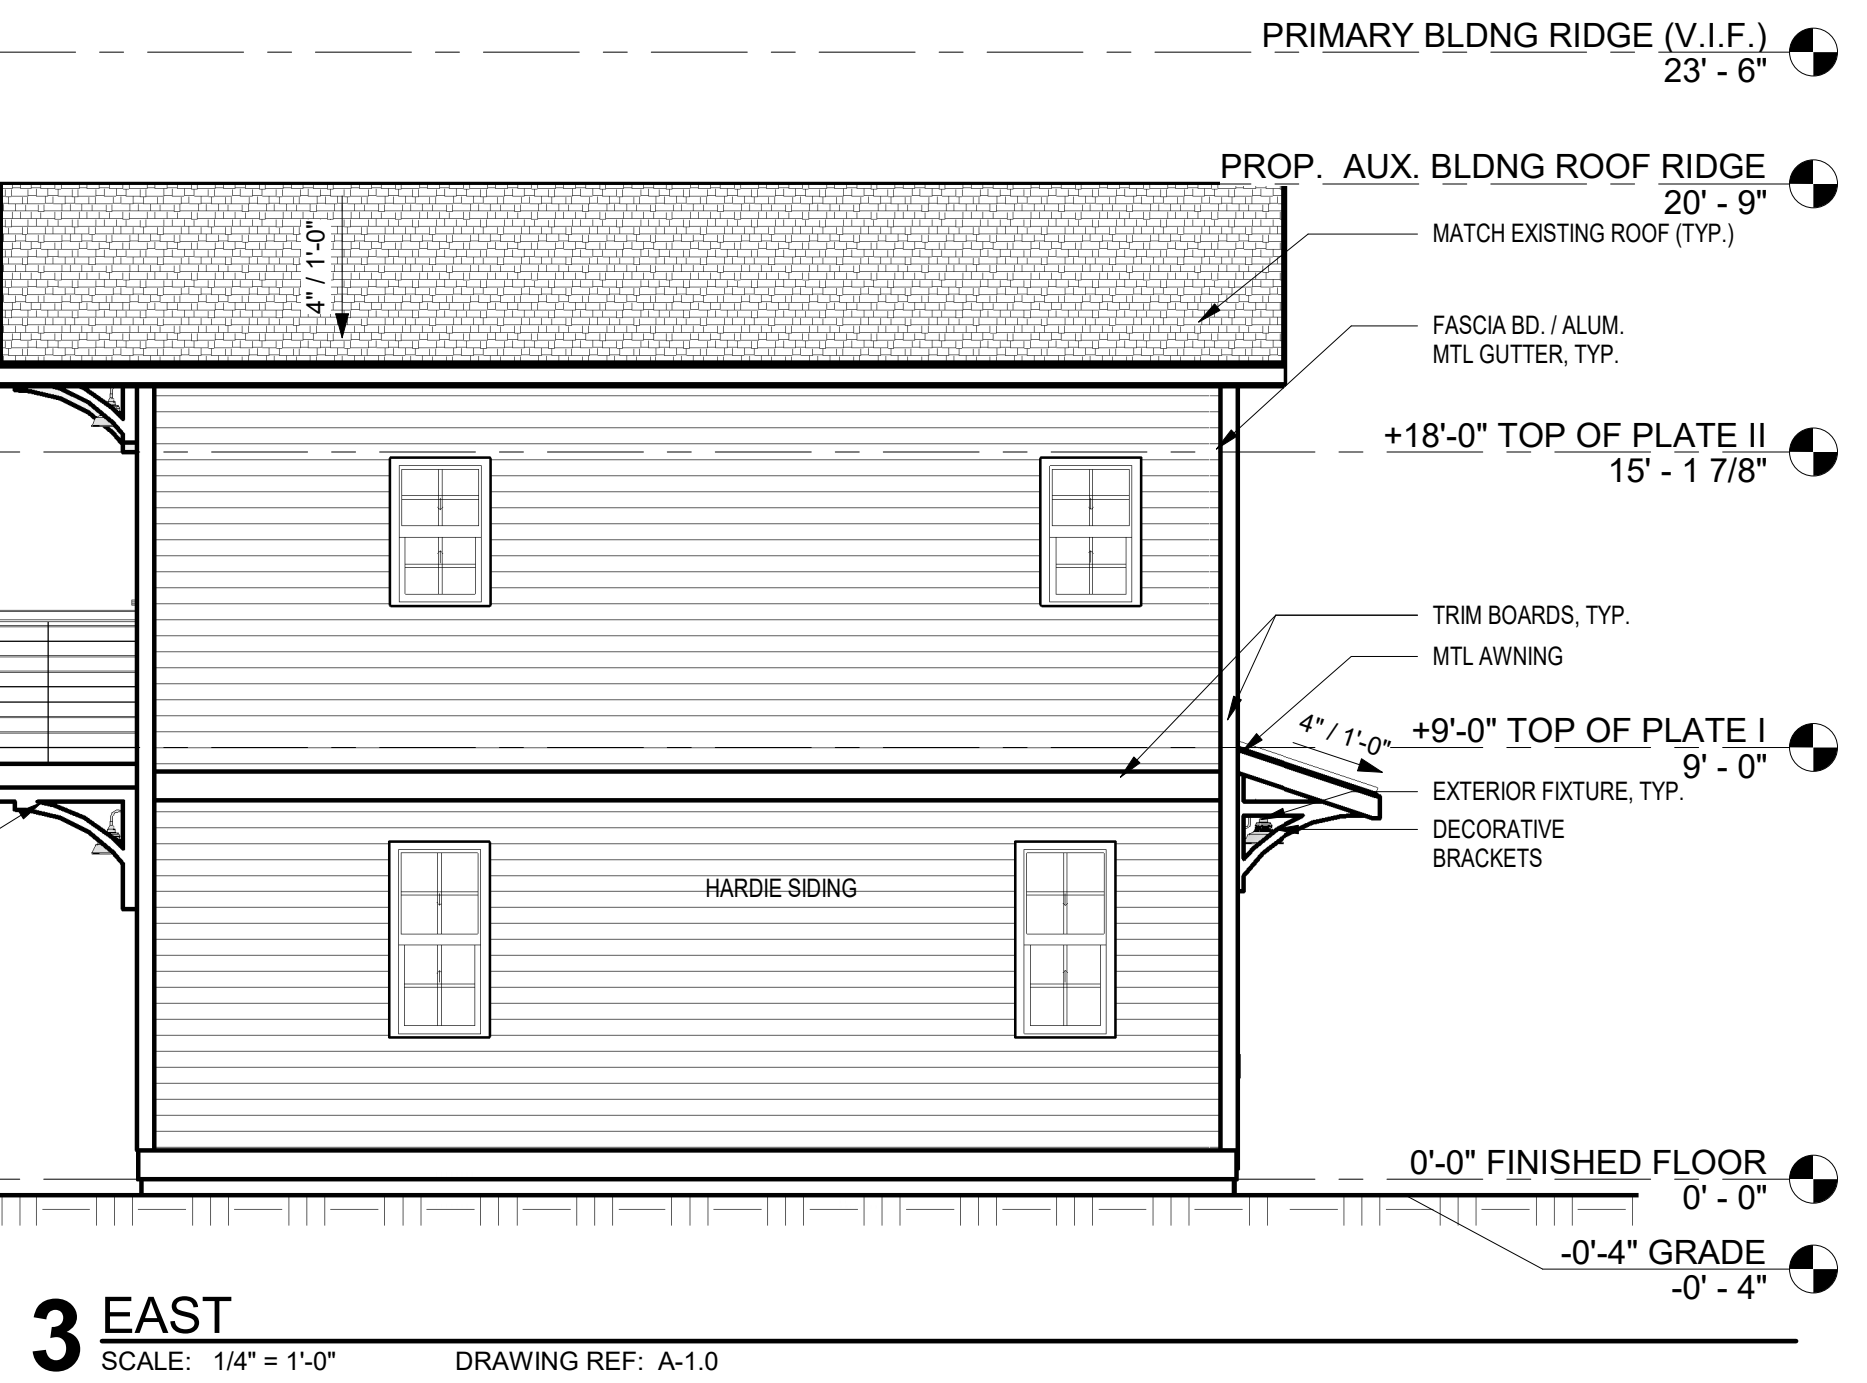 PRIMARY BLDNG RIDGE (V.I.F.)
23' - 6"
PROP. AUX. BLDNG ROOF RIDGE
20' - 9"
MATCH EXISTING ROOF (TYP.)
4" / 1'-0"
FASCIA BD. / ALUM.
MTL GUTTER, TYP.
+18'-0" TOP OF PLATE II
15' - 1 7/8"
TRIM BOARDS, TYP.
MTL AWNING
4" / 1'-0"
+9'-0" TOP OF PLATE I
9' - 0"
EXTERIOR FIXTURE, TYP.
DECORATIVE
BRACKETS
HARDIE SIDING
0'-0" FINISHED FLOOR
0' - 0"
-0'-4" GRADE
-0' - 4"
3 EAST
SCALE: 1/4" = 1'-0" DRAWING REF: A-1.0